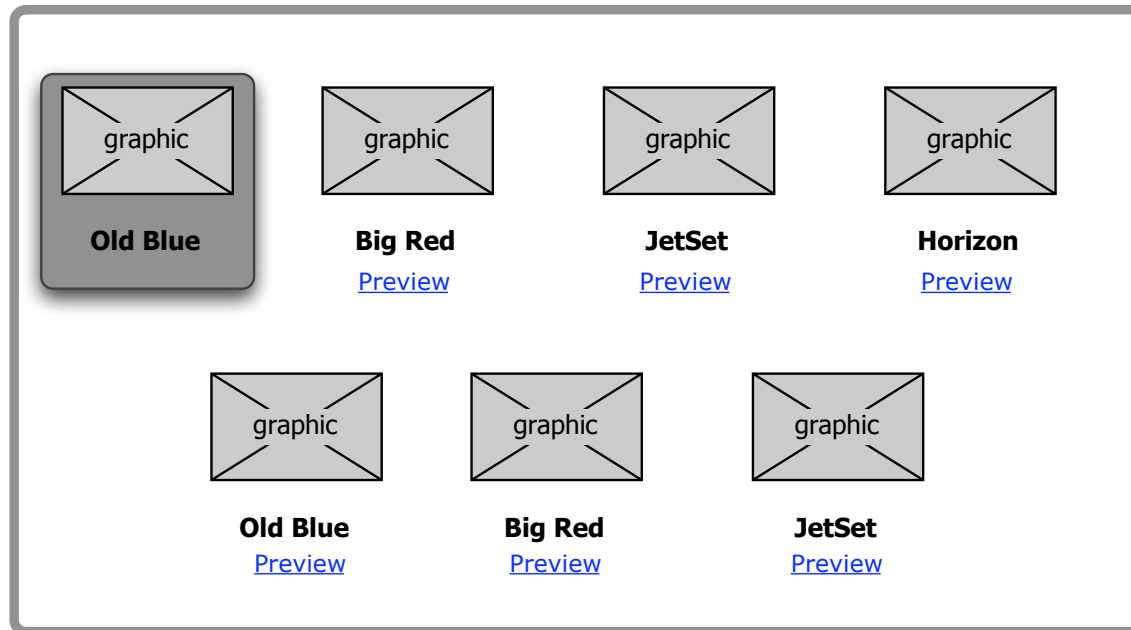 graphic graphic graphic graphic
Old Blue Big Red JetSet Horizon
Preview Preview Preview
graphic graphic graphic
Old Blue Big Red JetSet
Preview Preview Preview